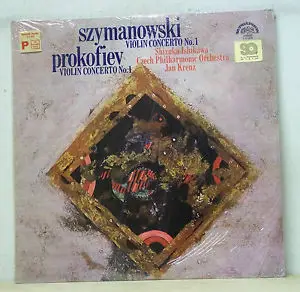 szymanowski
VIOLIN CONCERTO No.1
prokofiev
VIOLIN CONCERTO No.1
Shizuka Ishikawa
Czech Philharmonic Orchestra
Jan Krenz
P